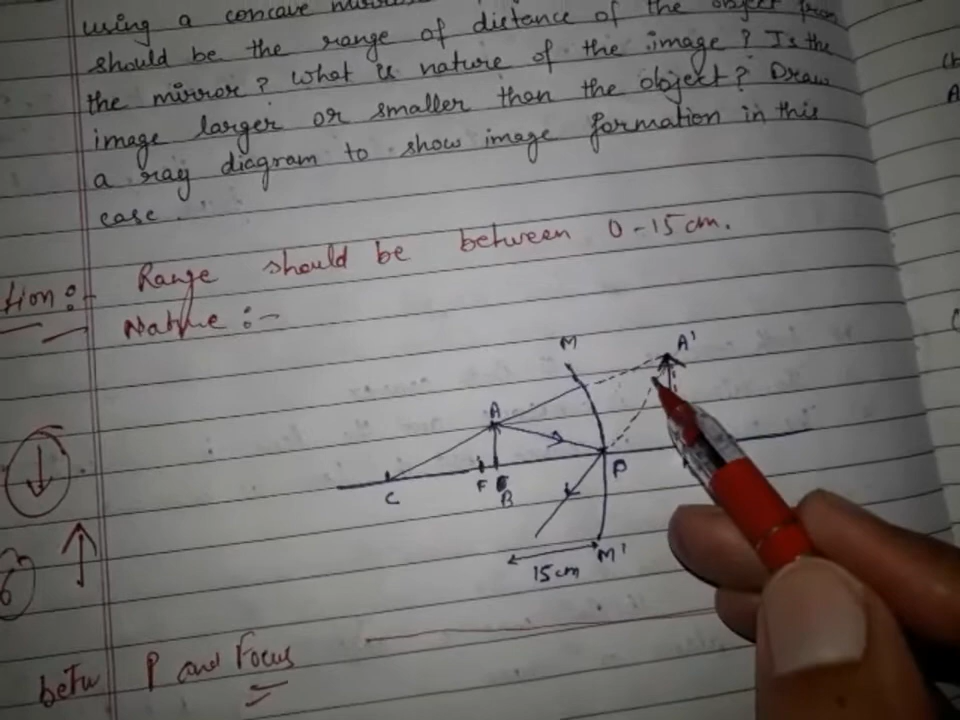 using a concave
should be the range of distance of the object from
the mirror? What is nature of the image? Is the
image larger or smaller than the object? Draw
a ray diagram to show image formation in this
case.
tion:- Range should be between 0-15cm.
Nature :-
M A'
A
C F B P
15cm M'
betw P and Focus